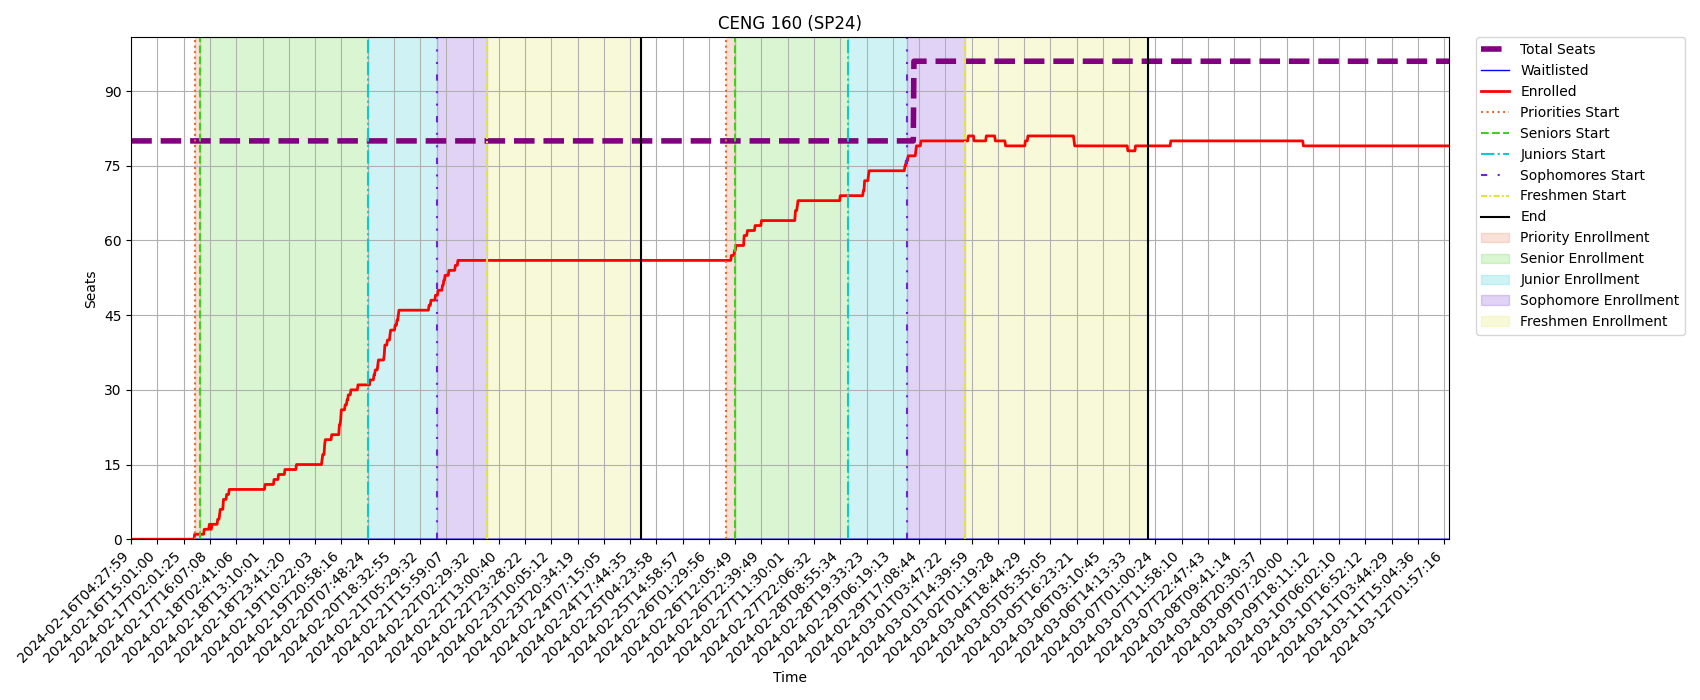 CENG 160 (SP24)
Total Seats
Waitlisted
Enrolled
Priorities Start
Seniors Start
Juniors Start
Sophomores Start
Freshmen Start
End
Priority Enrollment
Senior Enrollment
Junior Enrollment
Sophomore Enrollment
Freshmen Enrollment
Seats
90
75
60
45
30
15
0
2024-02-16T04:27:59
2024-02-16T15:01:00
2024-02-17T02:01:25
2024-02-17T16:07:08
2024-02-18T02:41:06
2024-02-18T13:10:01
2024-02-18T23:41:20
2024-02-19T10:22:03
2024-02-19T20:58:16
2024-02-20T07:48:24
2024-02-20T18:32:55
2024-02-21T05:29:32
2024-02-21T15:59:07
2024-02-22T02:29:32
2024-02-22T13:00:40
2024-02-22T23:28:22
2024-02-23T10:05:12
2024-02-23T20:34:19
2024-02-24T07:15:05
2024-02-24T17:44:35
2024-02-25T04:23:58
2024-02-25T14:58:57
2024-02-26T01:29:56
2024-02-26T12:05:49
2024-02-26T22:39:49
2024-02-27T11:30:01
2024-02-27T22:06:32
2024-02-28T08:55:34
2024-02-28T19:33:23
2024-02-29T06:19:13
2024-02-29T17:08:44
2024-03-01T03:47:22
2024-03-01T14:39:59
2024-03-02T01:19:28
2024-03-04T18:44:29
2024-03-05T05:35:05
2024-03-05T16:23:21
2024-03-06T03:10:45
2024-03-06T14:13:33
2024-03-07T01:00:24
2024-03-07T11:58:10
2024-03-07T22:47:43
2024-03-08T09:41:14
2024-03-08T20:30:37
2024-03-09T07:20:00
2024-03-09T18:11:12
2024-03-10T06:02:10
2024-03-10T16:52:12
2024-03-11T03:44:29
2024-03-11T15:04:36
2024-03-12T01:57:16
Time